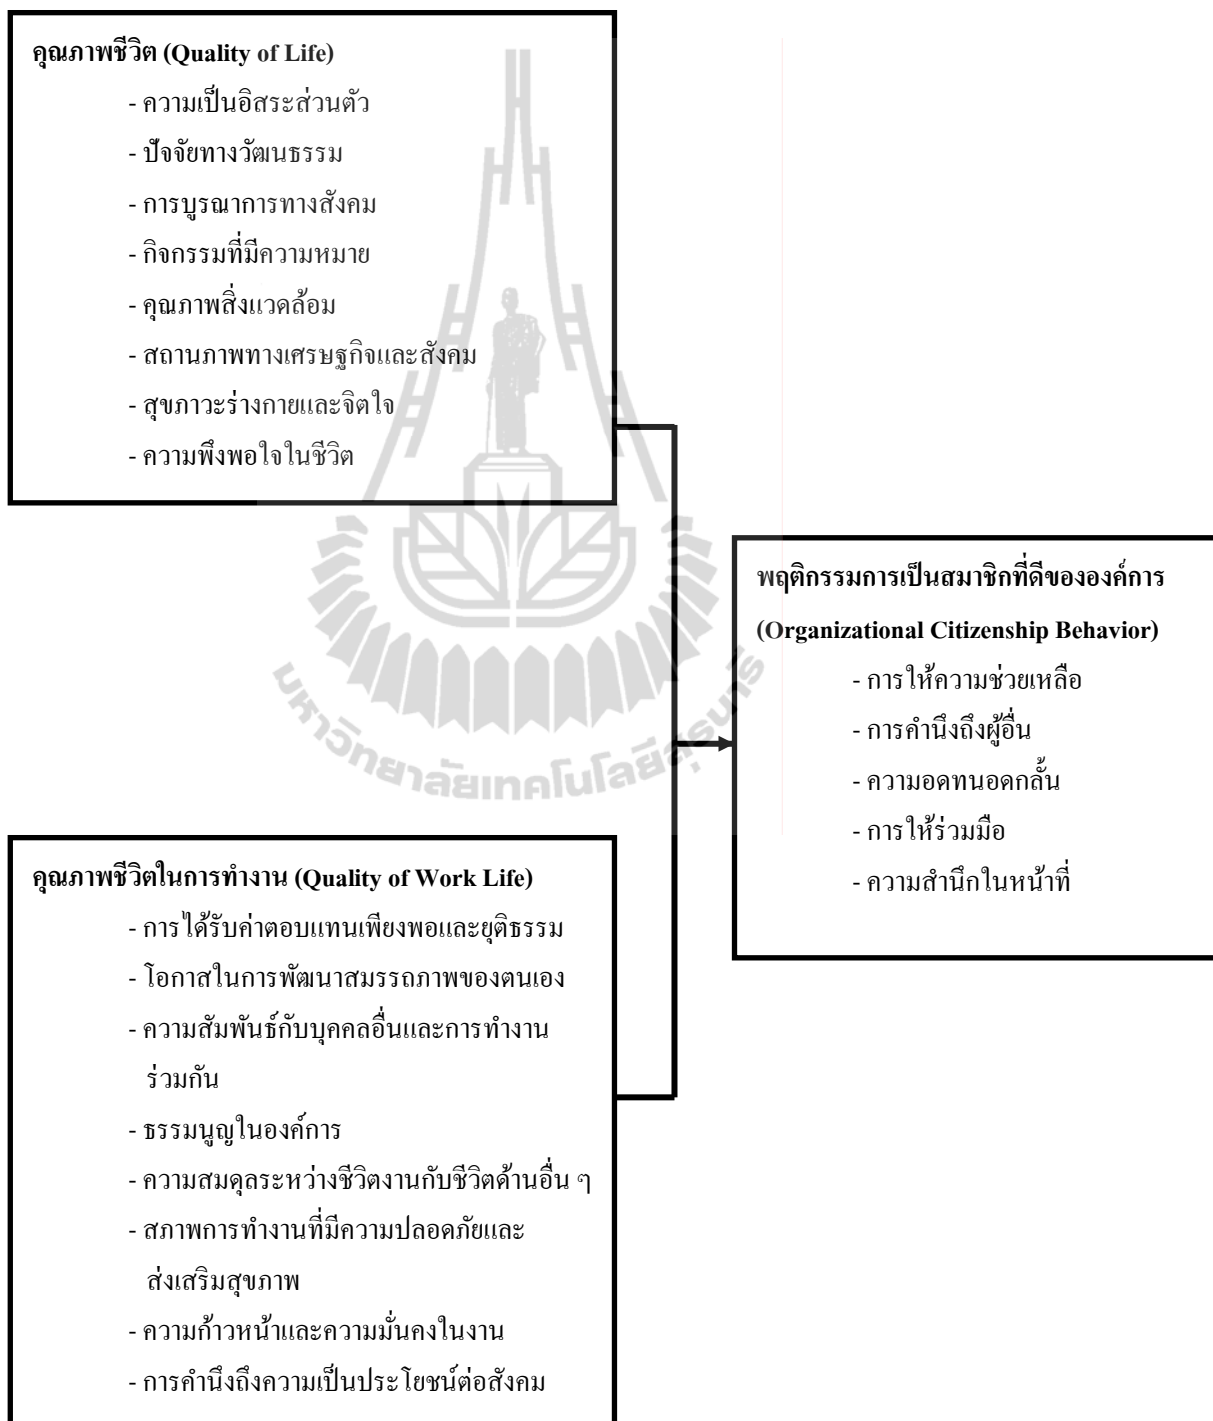 คุณภาพชีวิต (Quality of Life)
- ความเป็นอิสระส่วนตัว
- ปัจจัยทางวัฒนธรรม
- การบูรณาการทางสังคม
- กิจกรรมที่มีความหมาย
- คุณภาพสิ่งแวดล้อม
- สถานภาพทางเศรษฐกิจและสังคม
- สุขภาวะร่างกายและจิตใจ
- ความพึงพอใจในชีวิต
พฤติกรรมการเป็นสมาชิกที่ดีขององค์การ
(Organizational Citizenship Behavior)
- การให้ความช่วยเหลือ
- การคำนึงถึงผู้อื่น
- ความอดทนอดกลั้น
- การให้ร่วมมือ
- ความสำนึกในหน้าที่
มหาวิทยาลัยเทคโนโลยีสุรนารี
คุณภาพชีวิตในการทำงาน (Quality of Work Life)
- การได้รับค่าตอบแทนเพียงพอและยุติธรรม
- โอกาสในการพัฒนาสมรรถภาพของตนเอง
- ความสัมพันธ์กับบุคคลอื่นและการทำงาน
ร่วมกัน
- ธรรมนูญในองค์การ
- ความสมดุลระหว่างชีวิตงานกับชีวิตด้านอื่น ๆ
- สภาพการทำงานที่มีความปลอดภัยและ
ส่งเสริมสุขภาพ
- ความก้าวหน้าและความมั่นคงในงาน
- การคำนึงถึงความเป็นประโยชน์ต่อสังคม